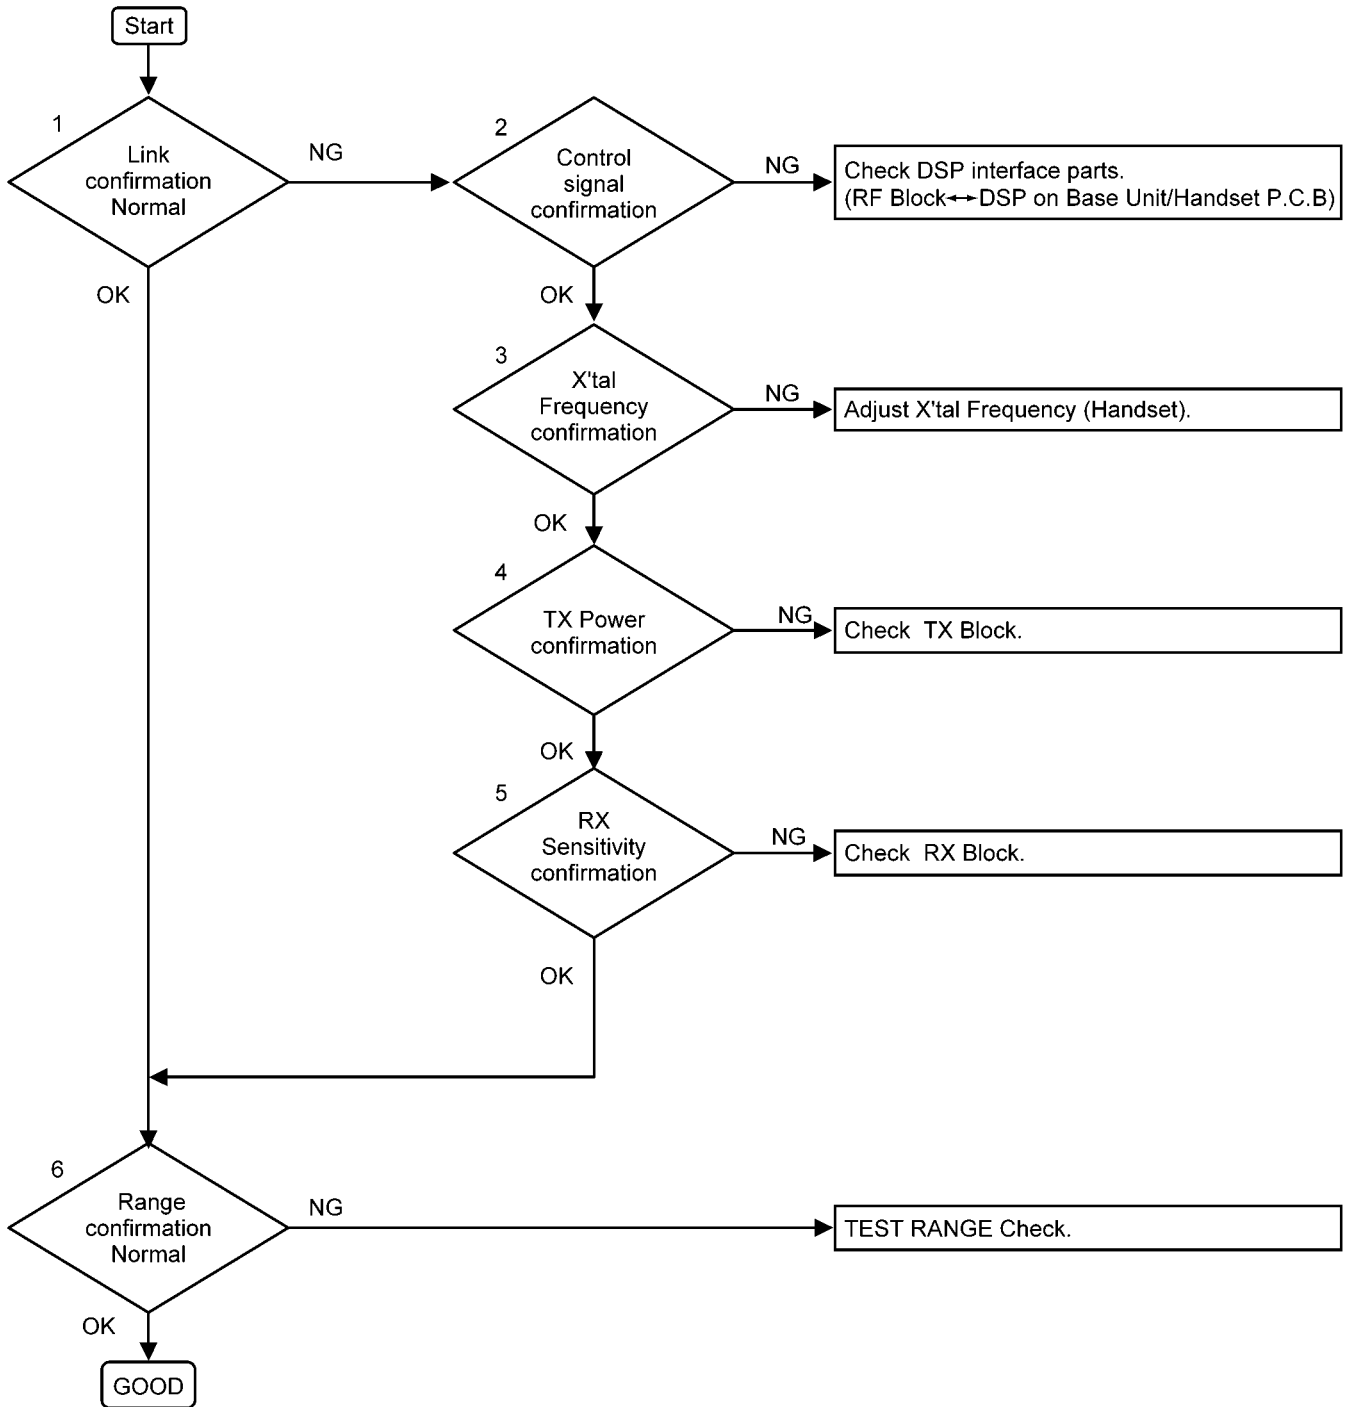 Start
1
Link
confirmation
Normal
NG
OK
2
Control
signal
confirmation
NG
Check DSP interface parts.
(RF Block↔DSP on Base Unit/Handset P.C.B)
OK
3
X'tal
Frequency
confirmation
NG
Adjust X'tal Frequency (Handset).
OK
4
TX Power
confirmation
NG
Check TX Block.
OK
5
RX
Sensitivity
confirmation
NG
Check RX Block.
OK
6
Range
confirmation
Normal
NG
TEST RANGE Check.
OK
GOOD